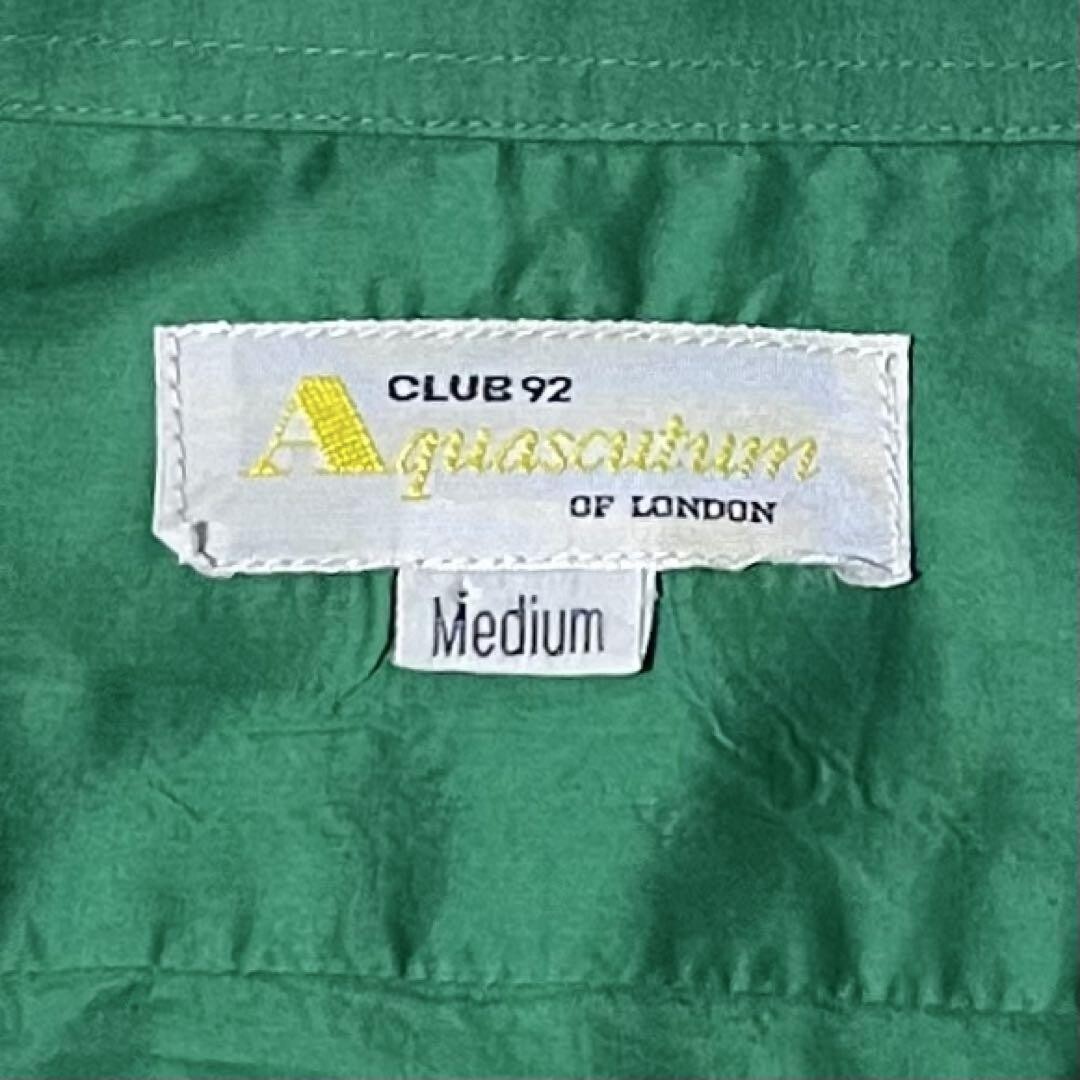 CLUB 92
Aquascutum
OF LONDON
Medium